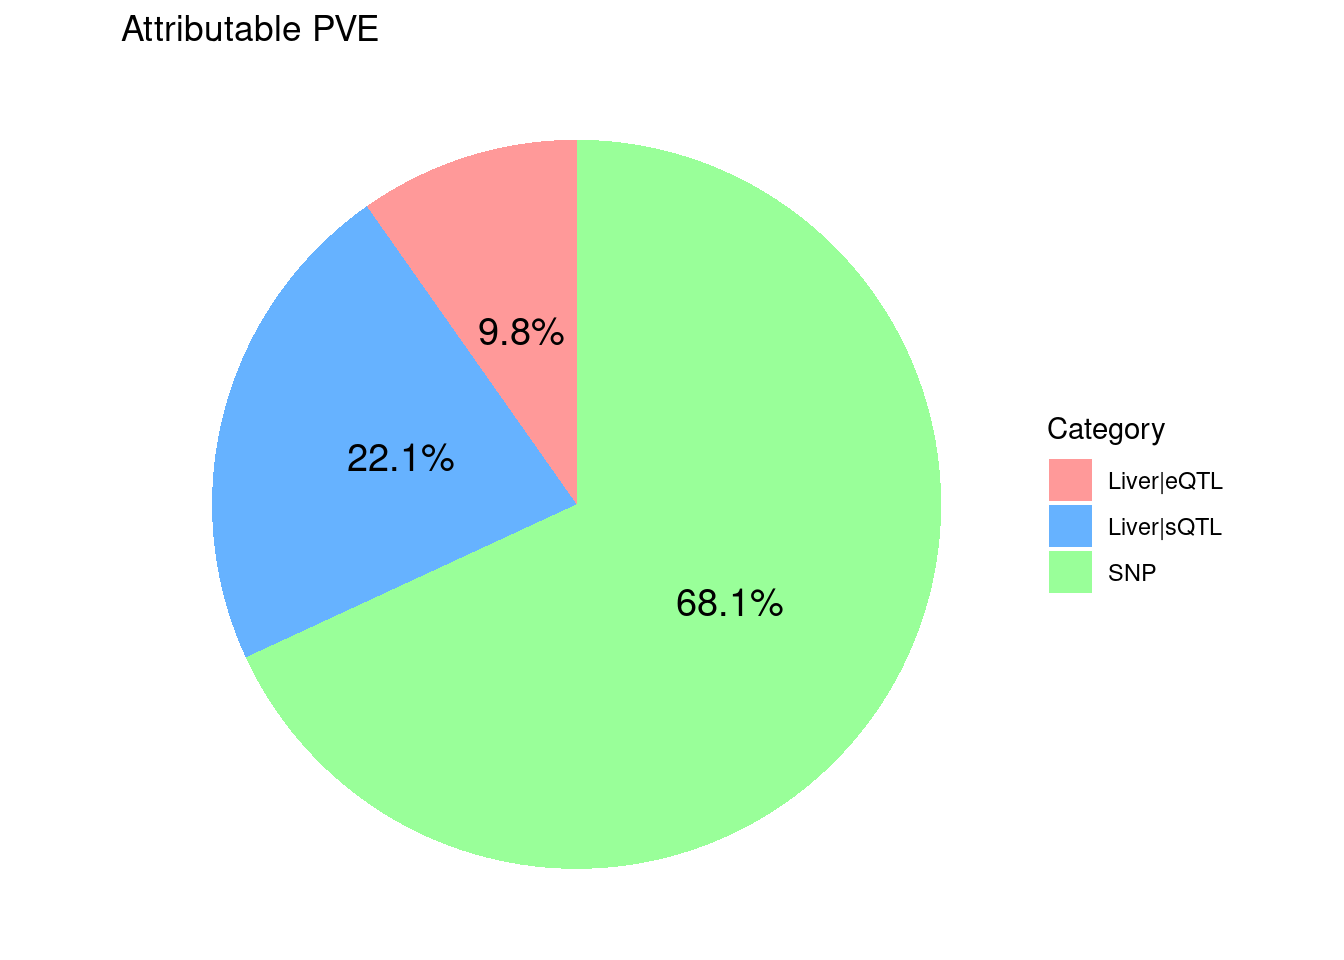 Attributable PVE
9.8%
22.1%
68.1%
Category
Liver|eQTL
Liver|sQTL
SNP